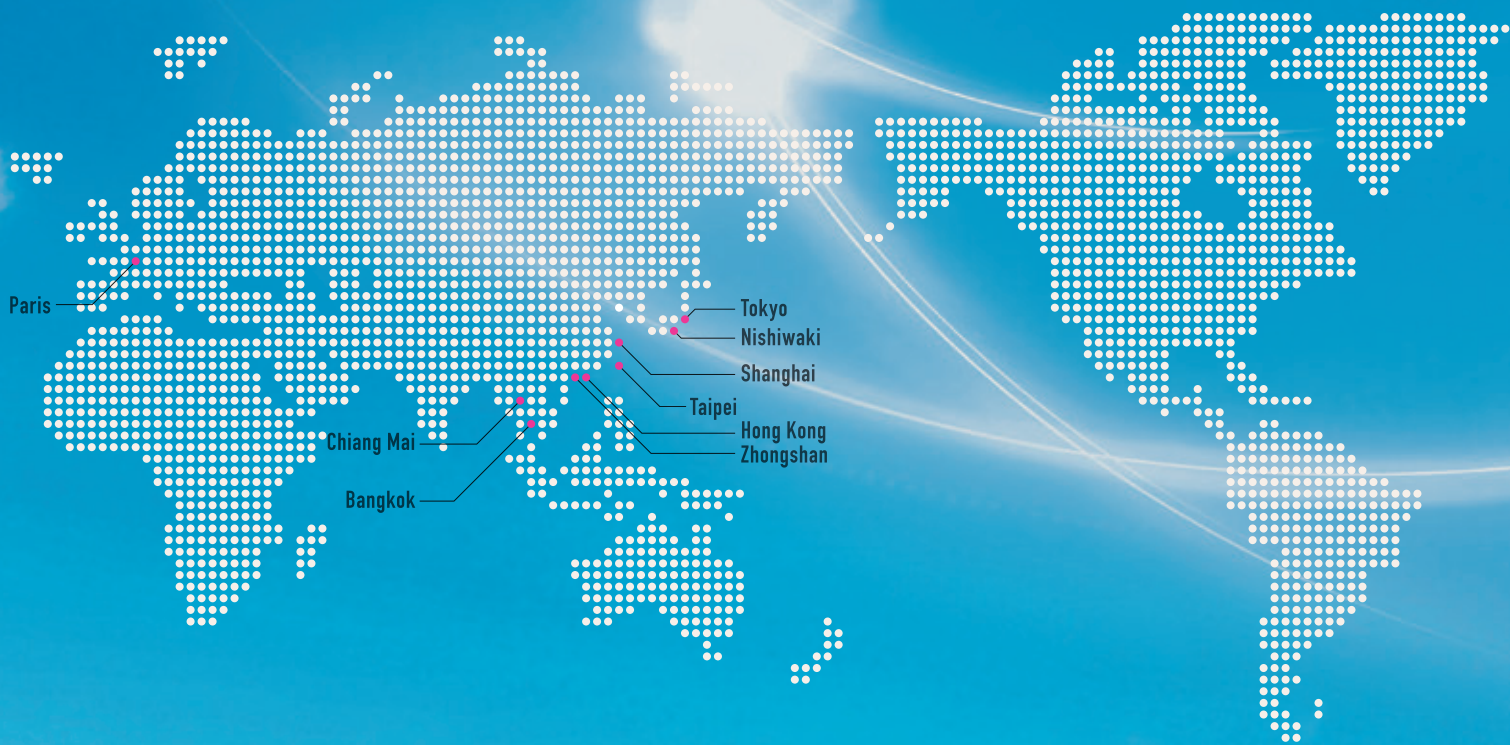 Paris
Tokyo
Nishiwaki
Shanghai
Taipei
Hong Kong
Zhongshan
Chiang Mai
Bangkok